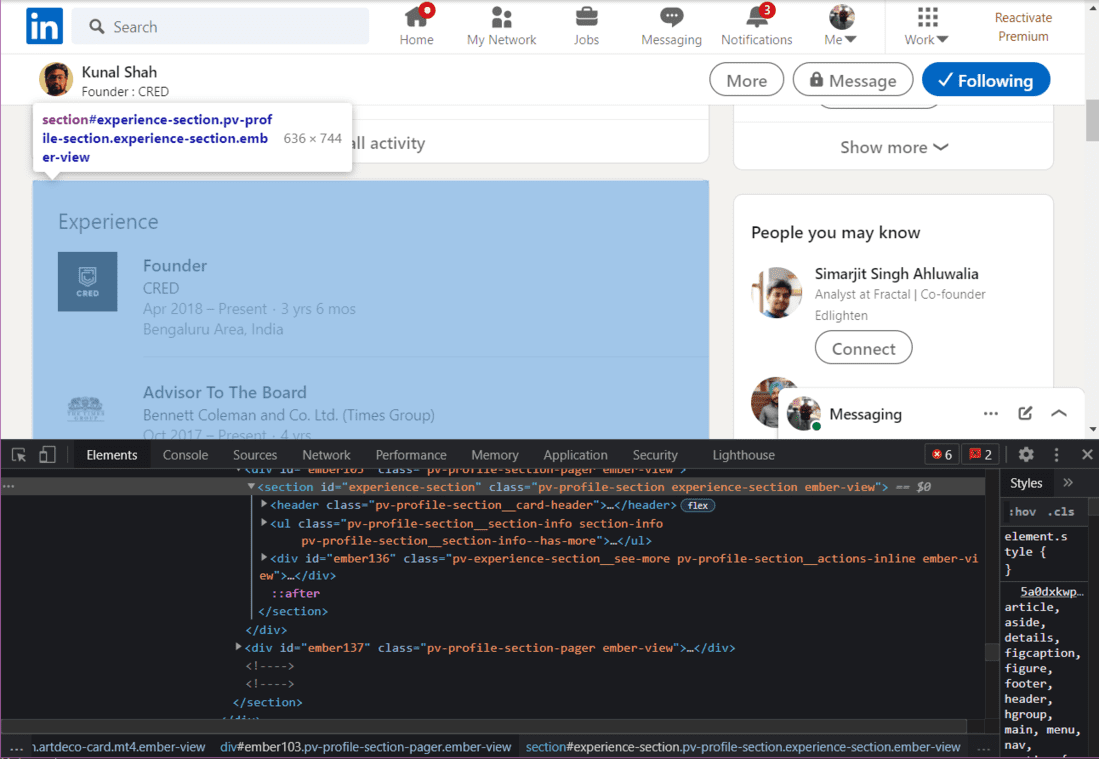 in
Search
Home
My Network
Jobs
Messaging
3
Notifications
Me
Work
Reactivate
Premium
Kunal Shah
Founder : CRED
More
Message
Following
section#experience-section.pv-prof
ile-section.experience-section.emb
er-view
636 × 744
all activity
Show more
Experience
CRED
Founder
CRED
Apr 2018 – Present · 3 yrs 6 mos
Bengaluru Area, India
Advisor To The Board
Bennett Coleman and Co. Ltd. (Times Group)
Oct 2017 – Present · 4 yrs
People you may know
Simarjit Singh Ahluwalia
Analyst at Fractal | Co-founder
Edlighten
Connect
Messaging
Elements
Console
Sources
Network
Performance
Memory
Application
Security
Lighthouse
6
2
<div id="ember105" class="pv-profile-section-pager ember-view">
<section id="experience-section" class="pv-profile-section experience-section ember-view"> == $0
<header class="pv-profile-section__card-header">…</header> flex
<ul class="pv-profile-section__section-info section-info
pv-profile-section__section-info--has-more">…</ul>
<div id="ember136" class="pv-experience-section__see-more pv-profile-section__actions-inline ember-vi
ew">…</div>
::after
</section>
</div>
<div id="ember137" class="pv-profile-section-pager ember-view">…</div>
<!---->
<!---->
</section>
</div>
Styles
:hov .cls
element.s
tyle {
}
5a0dxkwp…
article,
aside,
details,
figcaption,
figure,
footer,
header,
hgroup,
main, menu,
nav,
… n.artdeco-card.mt4.ember-view div#ember103.pv-profile-section-pager.ember-view section#experience-section.pv-profile-section.experience-section.ember-view …